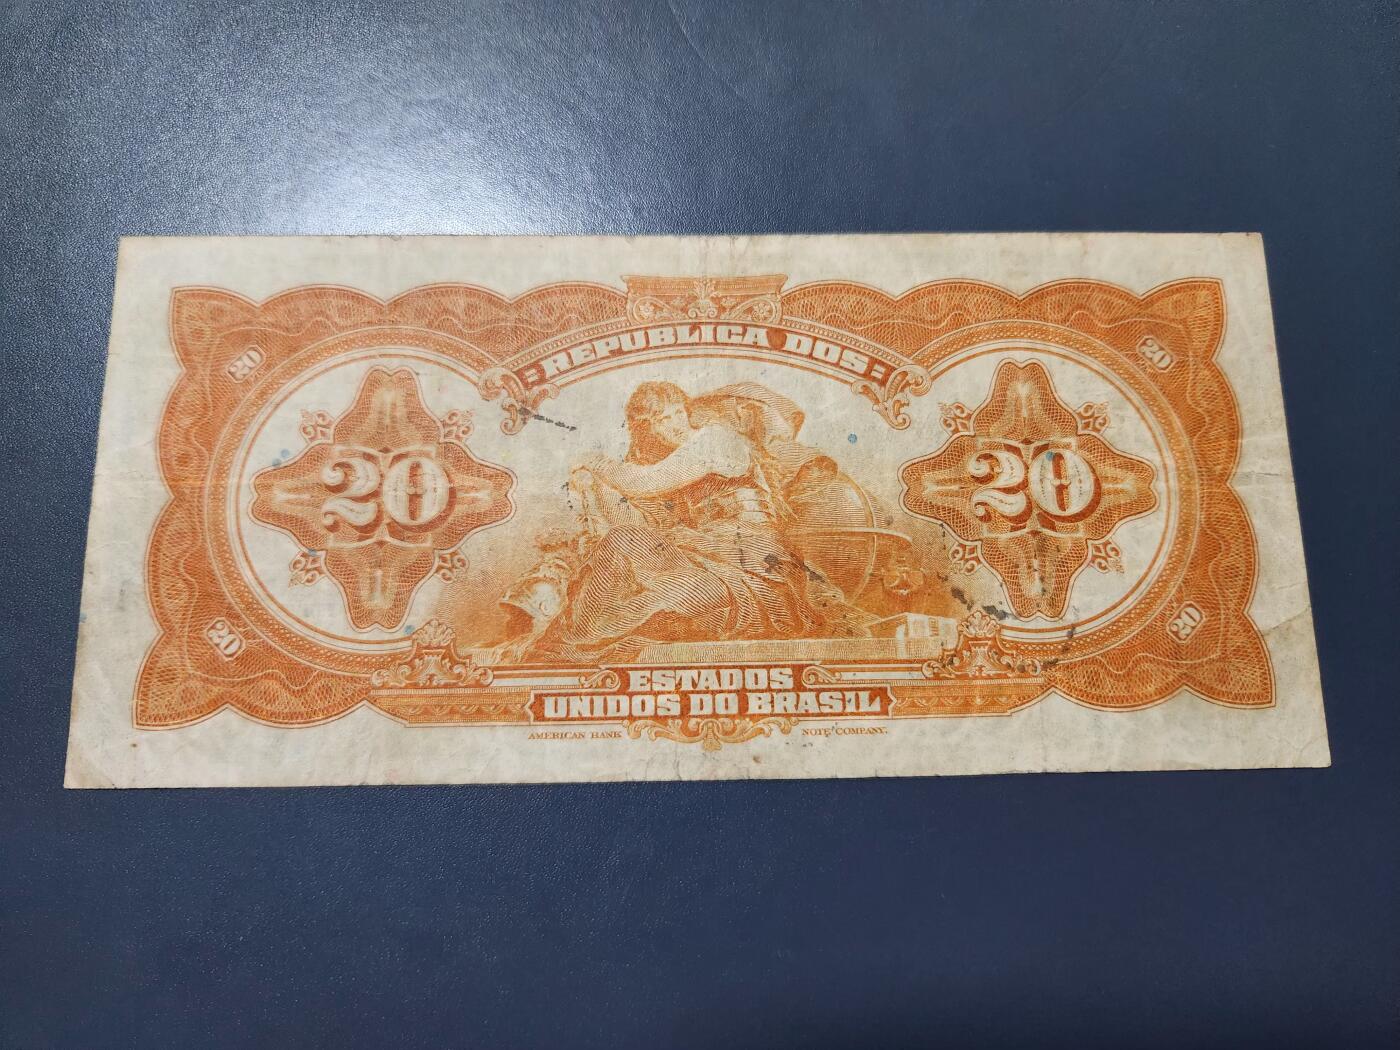 REPUBLICA DOS
20 20
20 20
20 20
ESTADOS
UNIDOS DO BRASIL
AMERICAN BANK NOTE COMPANY.